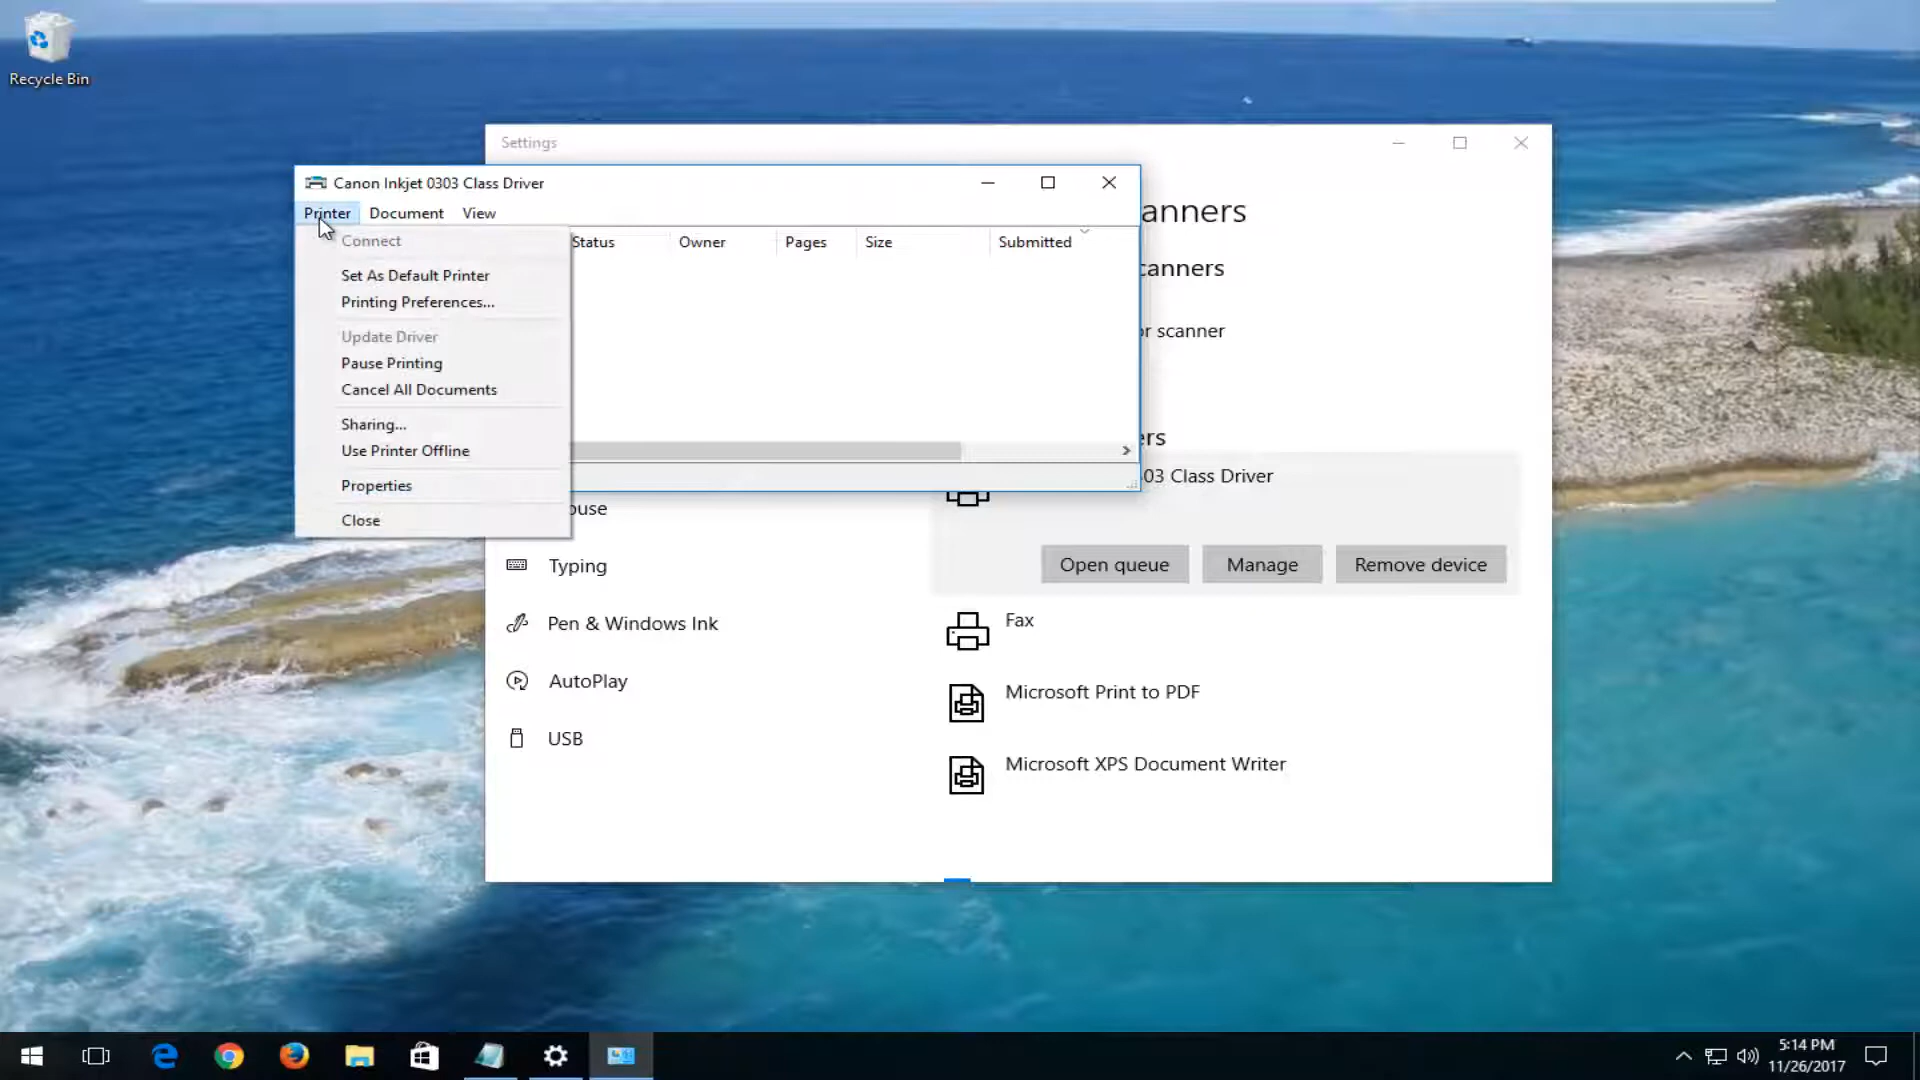 Recycle Bin
Settings
Canon Inkjet 0303 Class Driver
Printer Document View
Connect
Set As Default Printer
Printing Preferences...
Update Driver
Pause Printing
Cancel All Documents
Sharing...
Use Printer Offline
Properties
Close
Status Owner Pages Size Submitted
anners
canners
or scanner
ers
03 Class Driver
Open queue Manage Remove device
ouse
Typing
Pen & Windows Ink
AutoPlay
USB
Fax
Microsoft Print to PDF
Microsoft XPS Document Writer
5:14 PM
11/26/2017